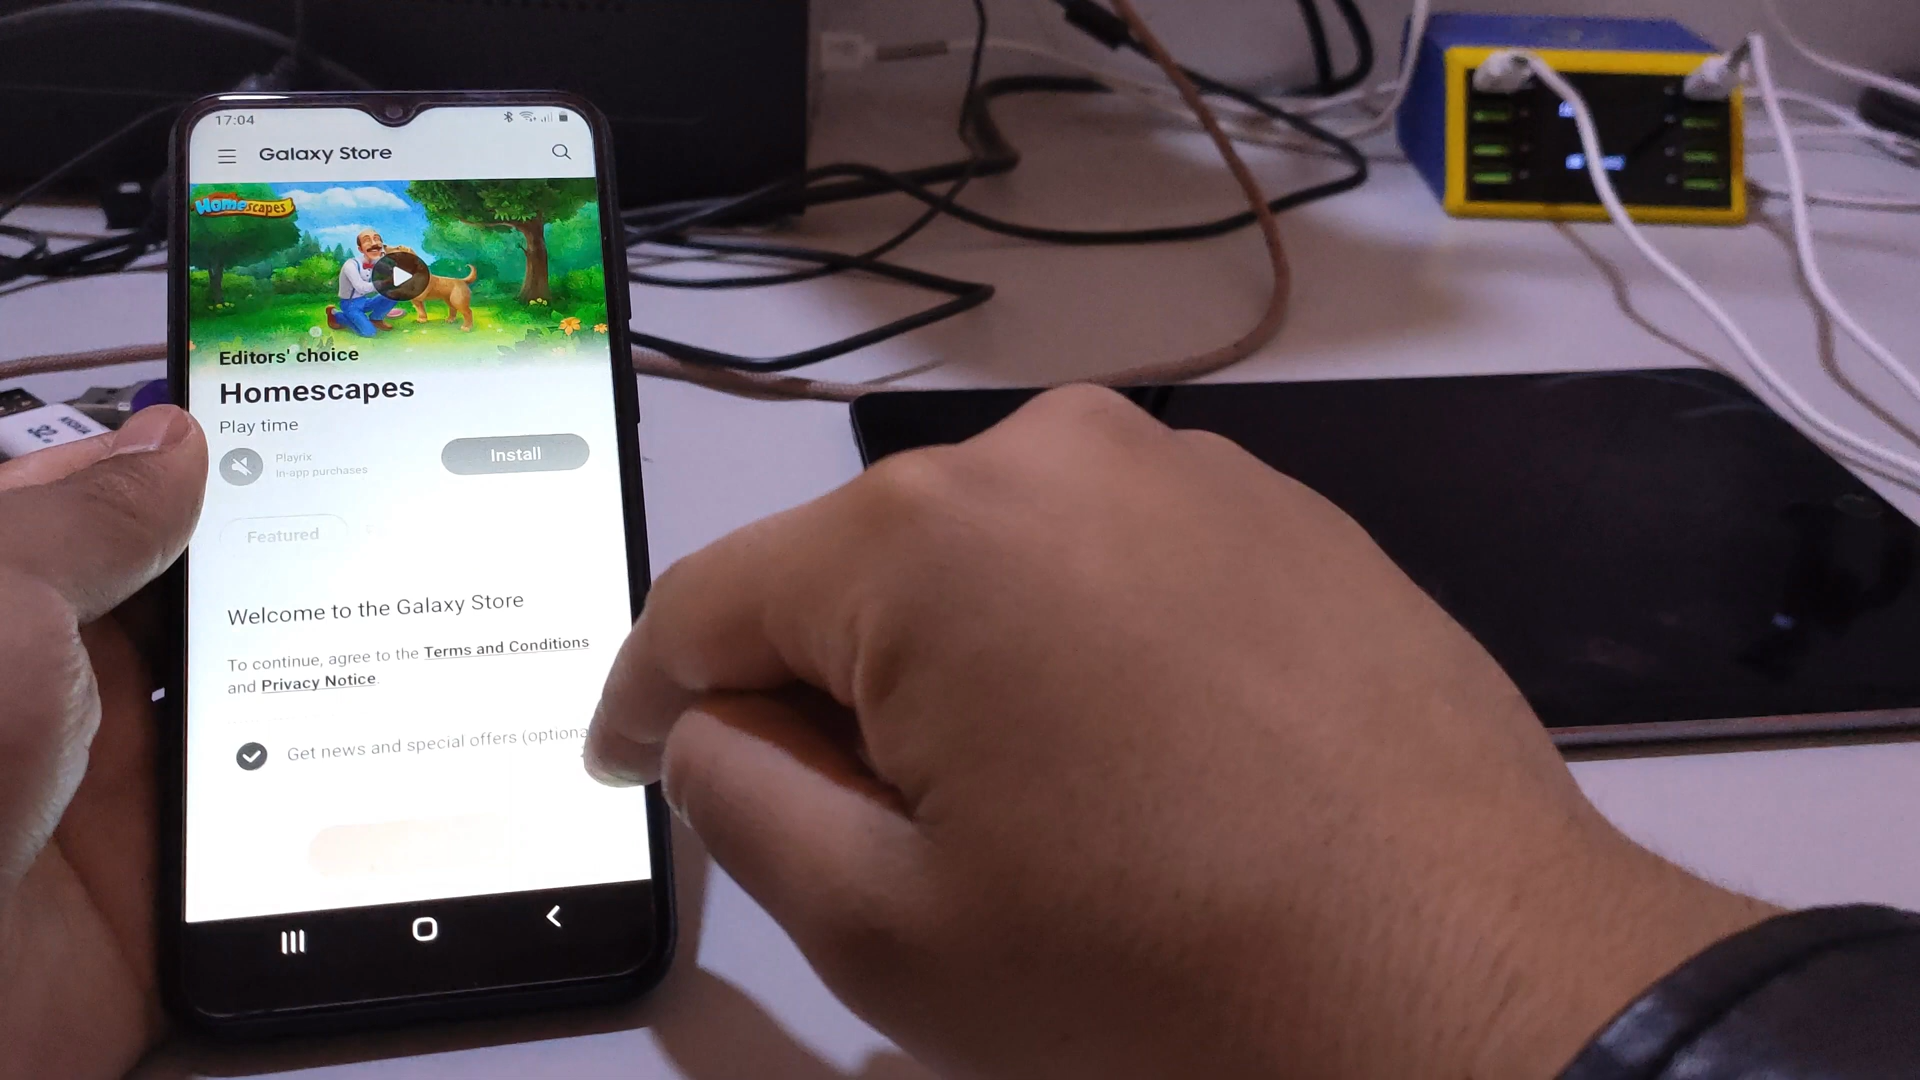 17:04
Galaxy Store
Homescapes
Editors' choice
Homescapes
Play time
Playrix
In-app purchases
Install
Featured
Welcome to the Galaxy Store
To continue, agree to the Terms and Conditions
and Privacy Notice.
Get news and special offers (optiona
32